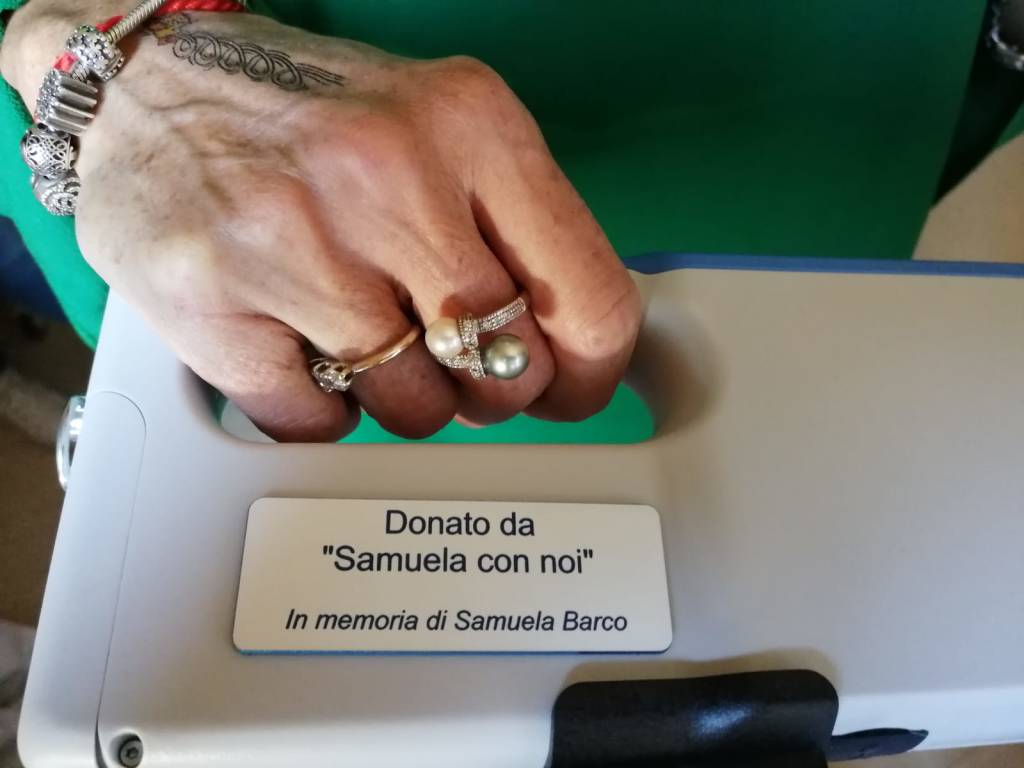 Donato da
"Samuela con noi"
In memoria di Samuela Barco